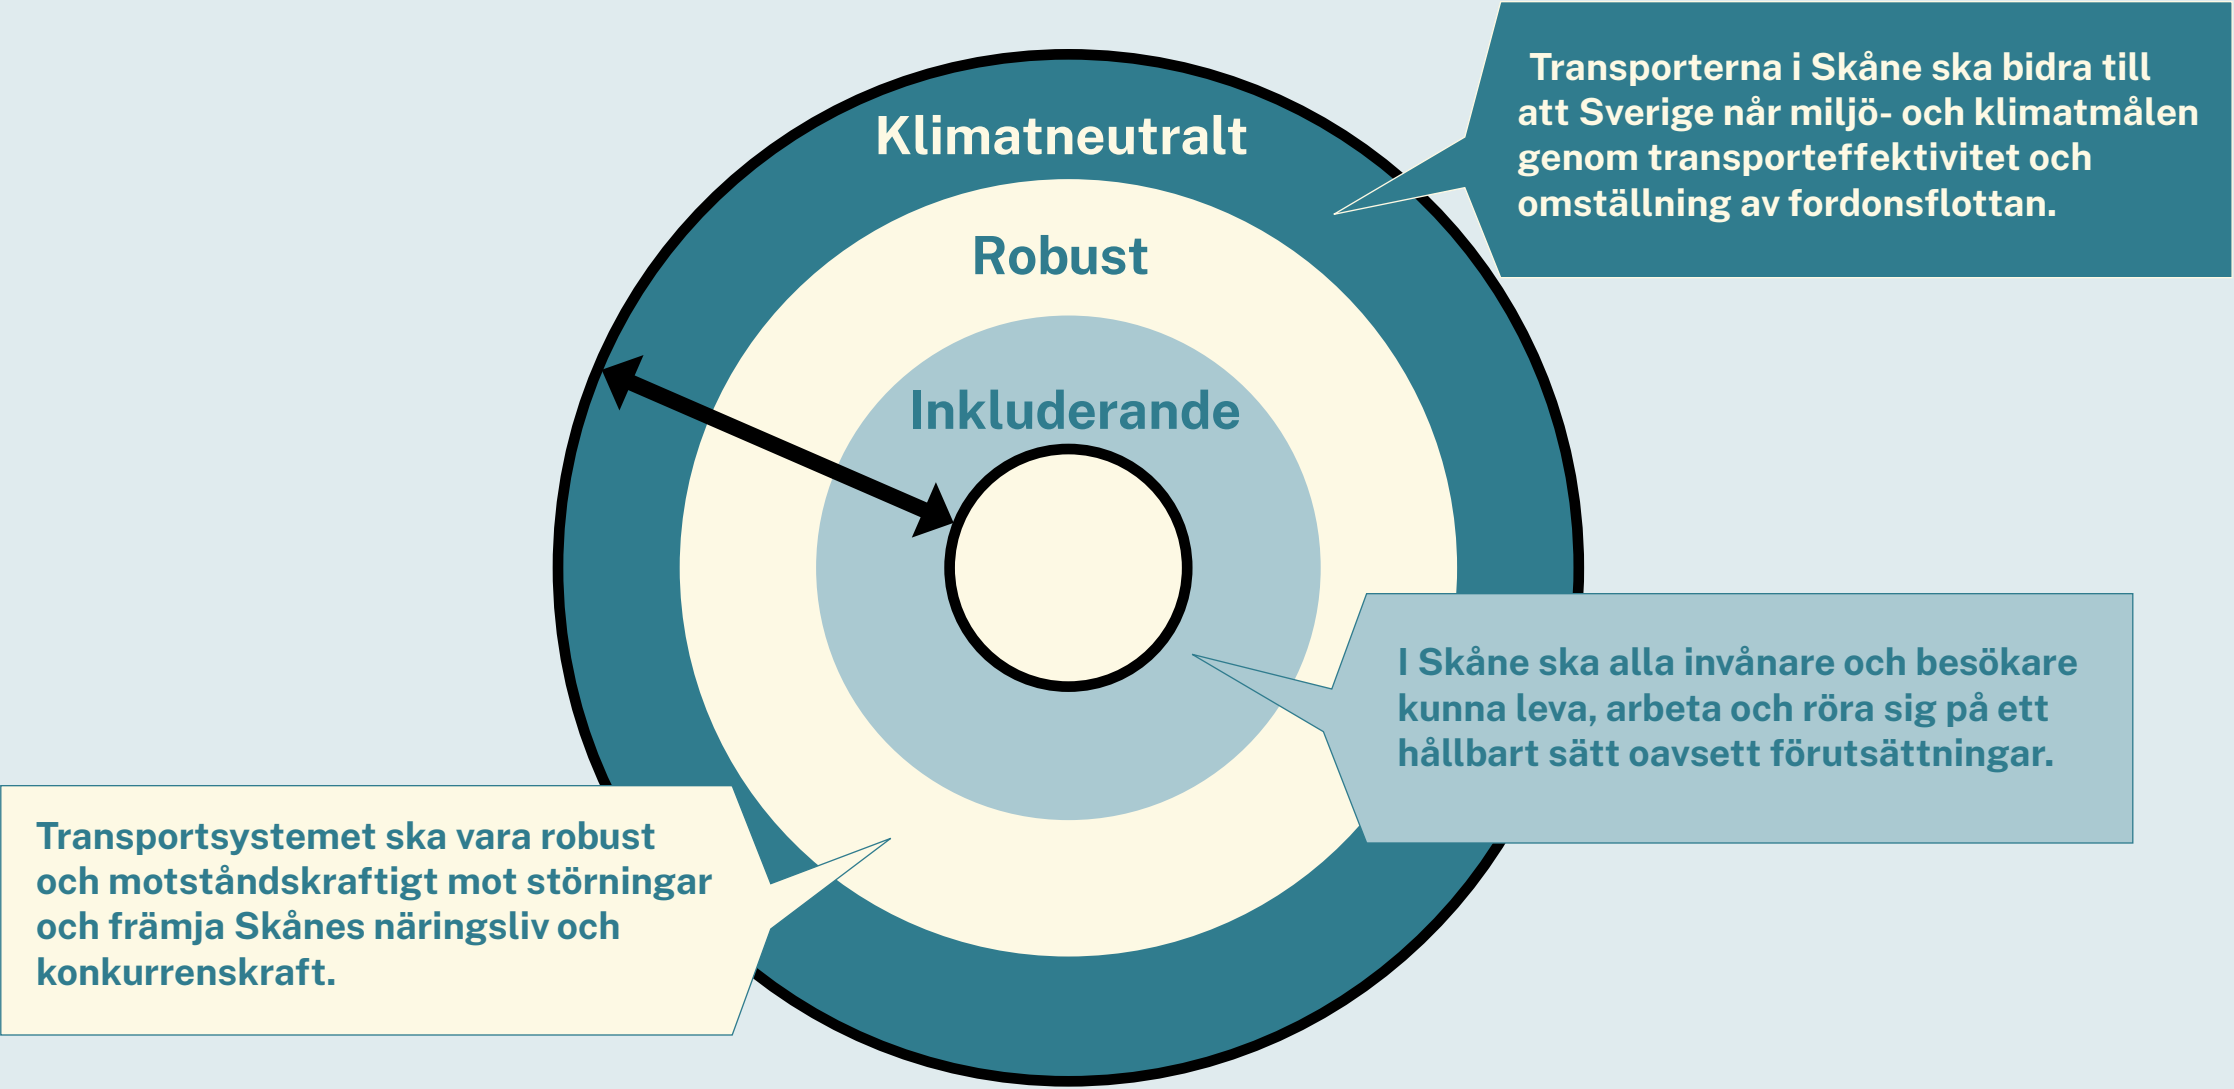 Transporterna i Skåne ska bidra till
att Sverige når miljö- och klimatmålen
genom transporteffektivitet och
omställning av fordonsflottan.
Klimatneutralt
Robust
Inkluderande
I Skåne ska alla invånare och besökare
kunna leva, arbeta och röra sig på ett
hållbart sätt oavsett förutsättningar.
Transportsystemet ska vara robust
och motståndskraftigt mot störningar
och främja Skånes näringsliv och
konkurrenskraft.